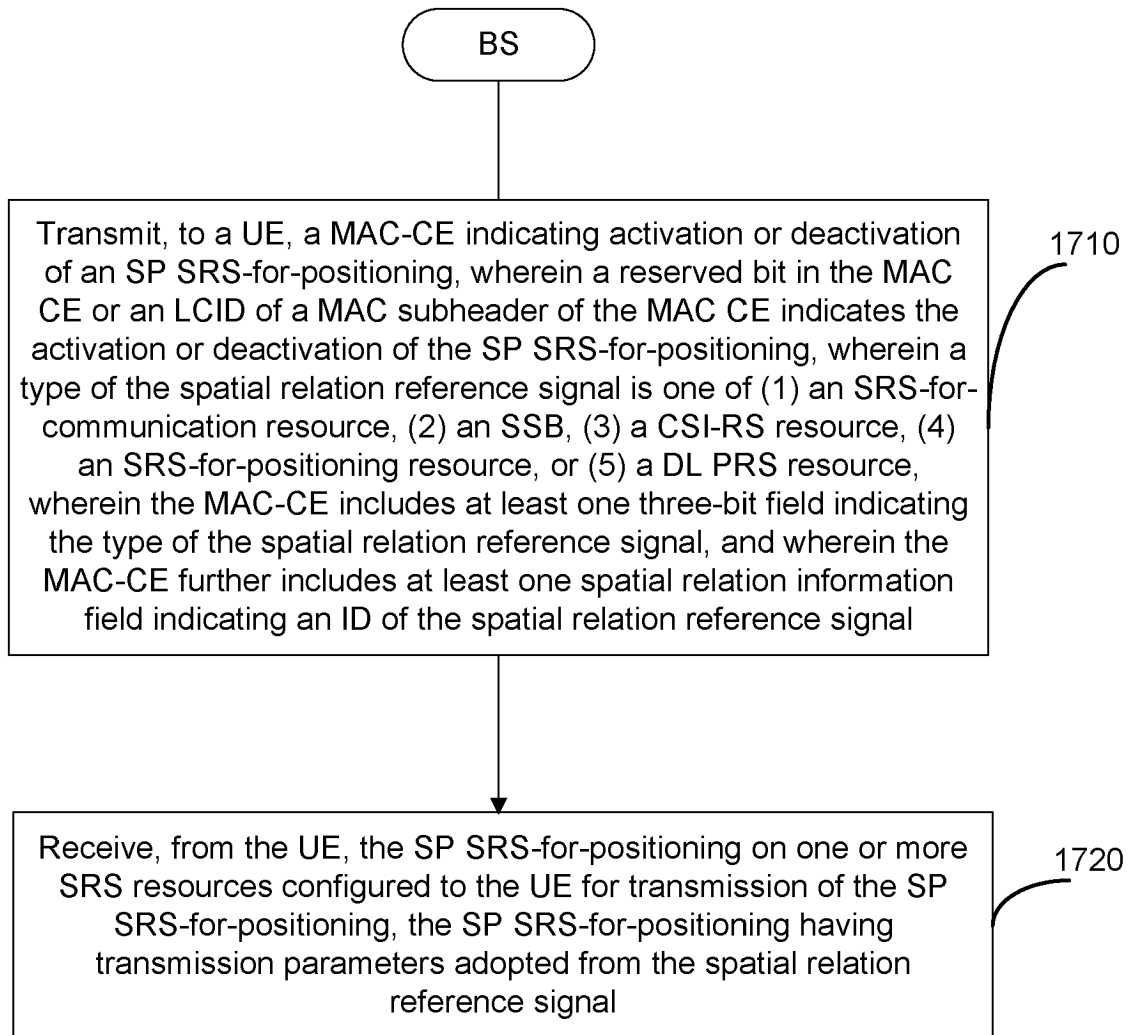 BS
Transmit, to a UE, a MAC-CE indicating activation or deactivation
of an SP SRS-for-positioning, wherein a reserved bit in the MAC
CE or an LCID of a MAC subheader of the MAC CE indicates the
activation or deactivation of the SP SRS-for-positioning, wherein a
type of the spatial relation reference signal is one of (1) an SRS-for-
communication resource, (2) an SSB, (3) a CSI-RS resource, (4)
an SRS-for-positioning resource, or (5) a DL PRS resource,
wherein the MAC-CE includes at least one three-bit field indicating
the type of the spatial relation reference signal, and wherein the
MAC-CE further includes at least one spatial relation information
field indicating an ID of the spatial relation reference signal
1710
Receive, from the UE, the SP SRS-for-positioning on one or more
SRS resources configured to the UE for transmission of the SP
SRS-for-positioning, the SP SRS-for-positioning having
transmission parameters adopted from the spatial relation
reference signal
1720